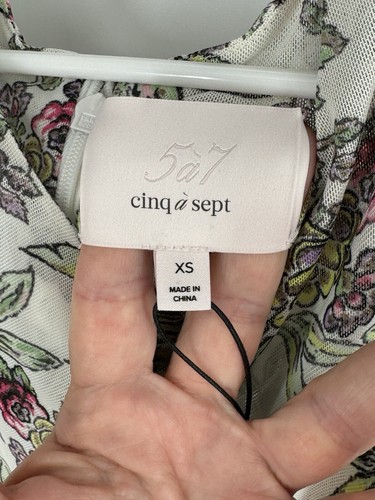 5à7
cinq à sept
XS
MADE IN
CHINA